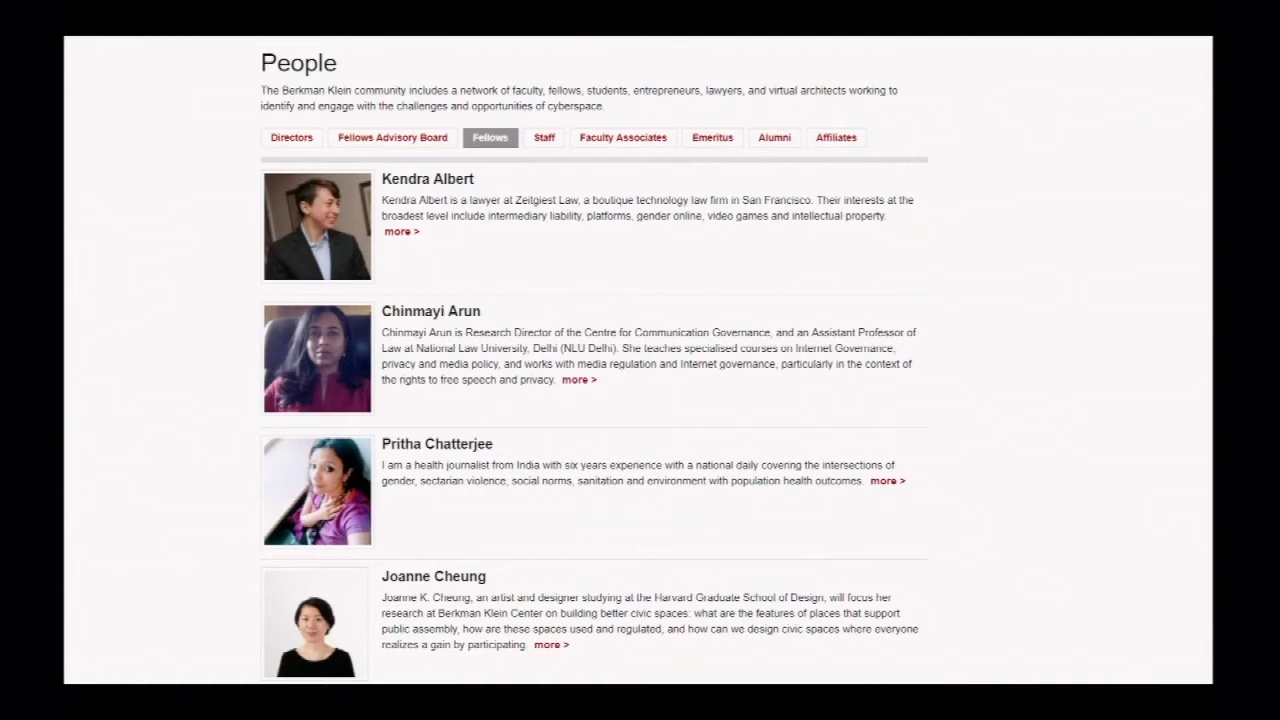 People
The Berkman Klein community includes a network of faculty, fellows, students, entrepreneurs, lawyers, and virtual architects working to
identify and engage with the challenges and opportunities of cyberspace.
Directors Fellows Advisory Board Fellows Staff Faculty Associates Emeritus Alumni Affiliates
Kendra Albert
Kendra Albert is a lawyer at Zeitgiest Law, a boutique technology law firm in San Francisco. Their interests at the
broadest level include intermediary liability, platforms, gender online, video games and intellectual property.
more >
Chinmayi Arun
Chinmayi Arun is Research Director of the Centre for Communication Governance, and an Assistant Professor of
Law at National Law University, Delhi (NLU Delhi). She teaches specialised courses on Internet Governance,
privacy and media policy, and works with media regulation and Internet governance, particularly in the context of
the rights to free speech and privacy. more >
Pritha Chatterjee
I am a health journalist from India with six years experience with a national daily covering the intersections of
gender, sectarian violence, social norms, sanitation and environment with population health outcomes. more >
Joanne Cheung
Joanne K. Cheung, an artist and designer studying at the Harvard Graduate School of Design, will focus her
research at Berkman Klein Center on building better civic spaces: what are the features of places that support
public assembly, how are these spaces used and regulated, and how can we design civic spaces where everyone
realizes a gain by participating. more >